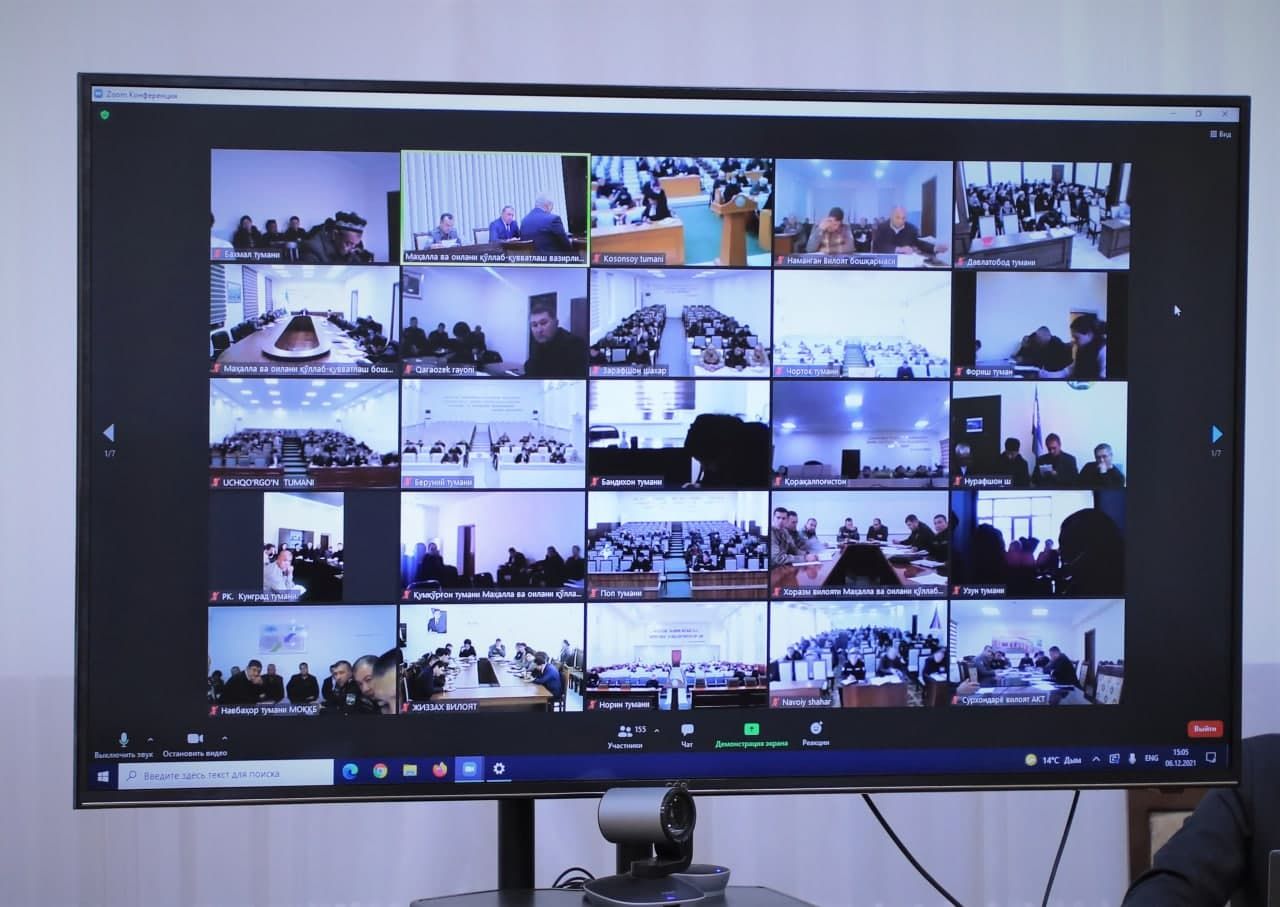 Zoom Конференция
Вид
Бахмал тумани
Маҳалла ва оилани қўллаб-қувватлаш вазирли...
Kosonsoy tumani
Наманган Вилоят бошқармаси
Давлатобод тумани
Маҳалла ва оилани қўллаб-қувватлаш бош...
Qaraozek rayoni
Зарафшон шахар
Чорток тумани
Фориш туман
UCHQO'RG'N TUMANI
Беруний тумани
Бандихон тумани
Қорақалпоғистон
Нурафшон ш
1/7
1/7
РК. Кунград тумани
Қумқўрғон тумани Маҳалла ва оилани қўлла...
Поп тумани
Хоразм вилояти Маҳалла ва оилани қўллаб...
Узун тумани
Навбаҳор тумани МОҚҚБ
ЖИЗЗАХ ВИЛОЯТ
Норин тумани
Navoiy shahar
Сурхондарё вилоят АКТ
Выключить звук
Остановить видео
155
Участники
Чат
Демонстрация экрана
Реакции
Выйти
Введите здесь текст для поиска
14°C Дым
ENG
15:05
06.12.2021